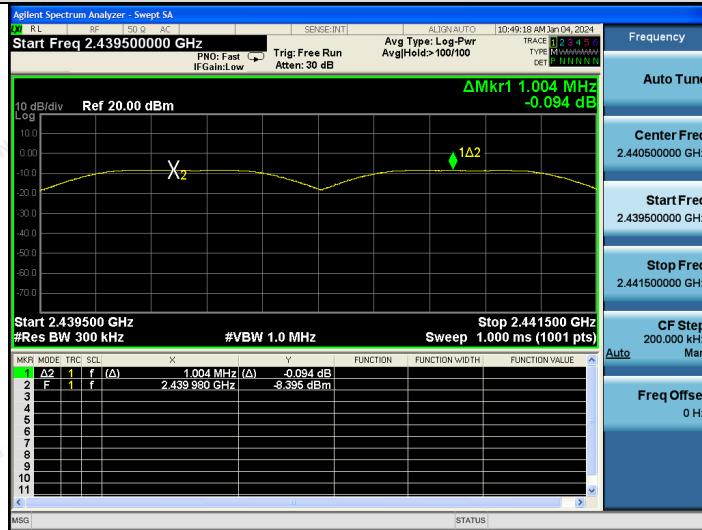 Agilent Spectrum Analyzer - Swept SA
LXI RL RF 50 Ω AC SENSE:INT ALIGNAUTO 10:49:18 AM Jan 04, 2024
Start Freq 2.439500000 GHz
PNO: Fast
IFGain:Low
Trig: Free Run
Atten: 30 dB
Avg Type: Log-Pwr
Avg|Hold:>100/100
TRACE 1 2 3 4 5 6
TYPE M
DET P N N N N N
ΔMkr1 1.004 MHz
-0.094 dB
10 dB/div Ref 20.00 dBm
Log
10.0
0.00
-10.0
-20.0
-30.0
-40.0
-50.0
-60.0
-70.0
X2
1Δ2
Start 2.439500 GHz Stop 2.441500 GHz
#Res BW 300 kHz #VBW 1.0 MHz Sweep 1.000 ms (1001 pts)
MKR MODE TRC SCL X Y FUNCTION FUNCTION WIDTH FUNCTION VALUE
1 Δ2 1 f (Δ) 1.004 MHz (Δ) -0.094 dB
2 F 1 f 2.439 980 GHz -8.395 dBm
3
4
5
6
7
8
9
10
11
MSG STATUS
Frequency
Auto Tune
Center Freq
2.440500000 GHz
Start Freq
2.439500000 GHz
Stop Freq
2.441500000 GHz
CF Step
200.000 kHz
Auto Man
Freq Offset
0 Hz